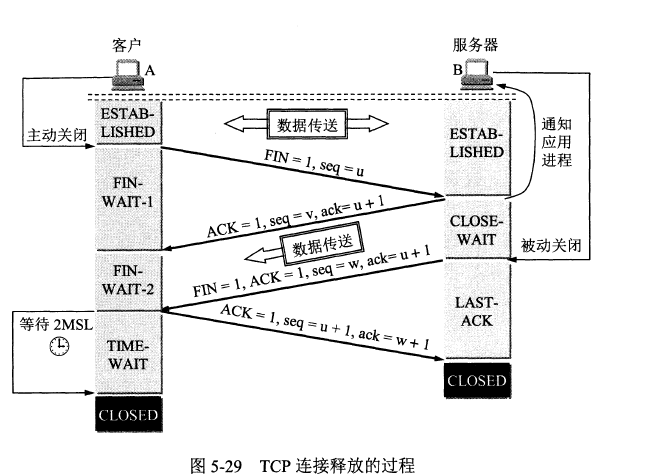 客户
服务器
A
B
ESTAB-
LISHED
数据传送
ESTAB-
LISHED
通知
应用
进程
主动关闭
FIN = 1, seq = u
FIN-
WAIT-1
ACK = 1, seq = v, ack= u + 1
CLOSE-
WAIT
数据传送
被动关闭
FIN-
WAIT-2
FIN = 1, ACK = 1, seq = w, ack= u + 1
LAST-
ACK
等待 2MSL
ACK = 1, seq = u + 1, ack = w + 1
TIME-
WAIT
CLOSED
CLOSED
图 5-29 TCP 连接释放的过程